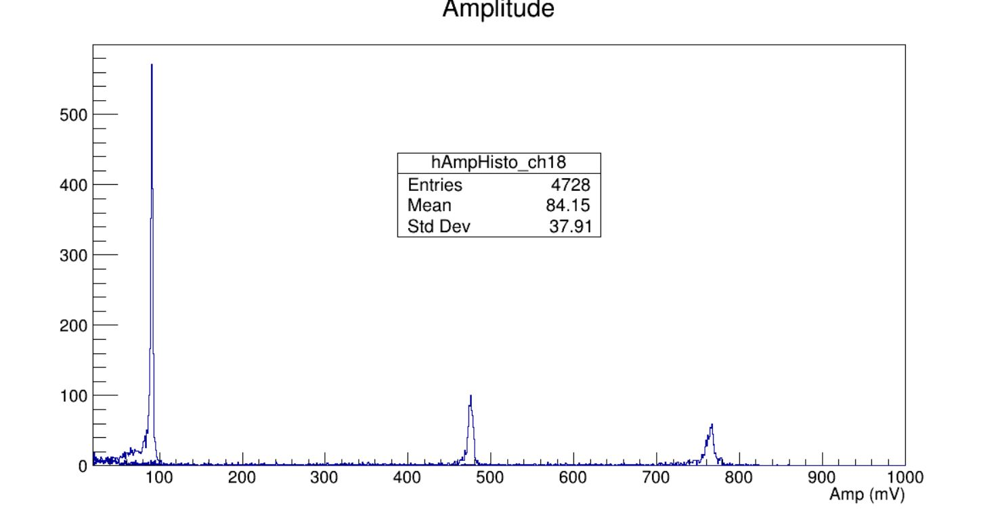 Amplitude
500
400
300
200
100
0
hAmpHisto_ch18
Entries 4728
Mean 84.15
Std Dev 37.91
100 200 300 400 500 600 700 800 900 1000
Amp (mV)